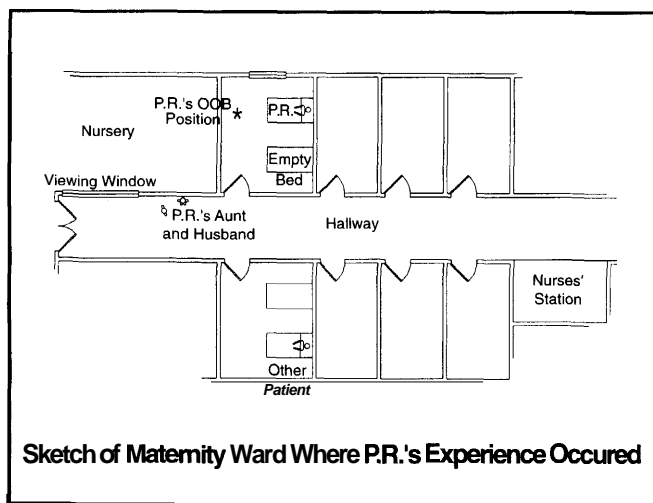 P.R.'s OOB
Position
P.R.
Nursery
Empty
Bed
Viewing Window
P.R.'s Aunt
and Husband
Hallway
Nurses'
Station
Other
Patient
Sketch of Maternity Ward Where P.R.'s Experience Occured